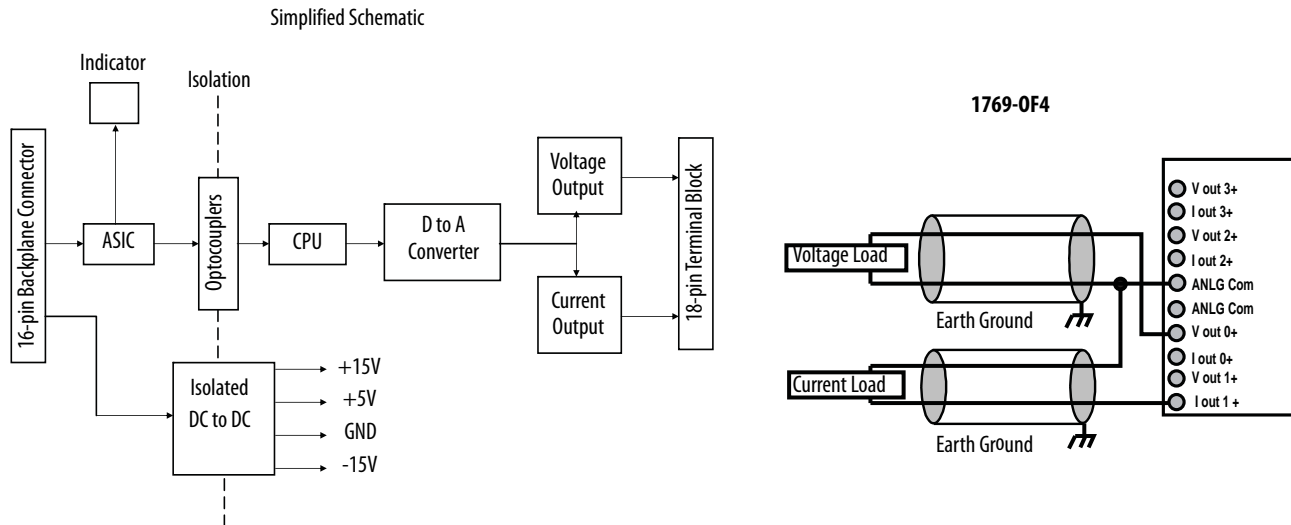 Simplified Schematic
Indicator
Isolation
16-pin Backplane Connector
ASIC
Optocouplers
CPU
D to A
Converter
Voltage
Output
Current
Output
18-pin Terminal Block
Isolated
DC to DC
+15V
+5V
GND
-15V
1769-OF4
Voltage Load
Earth Ground
Current Load
Earth Ground
V out 3+
I out 3+
V out 2+
I out 2+
ANLG Com
ANLG Com
V out 0+
I out 0+
V out 1+
I out 1 +